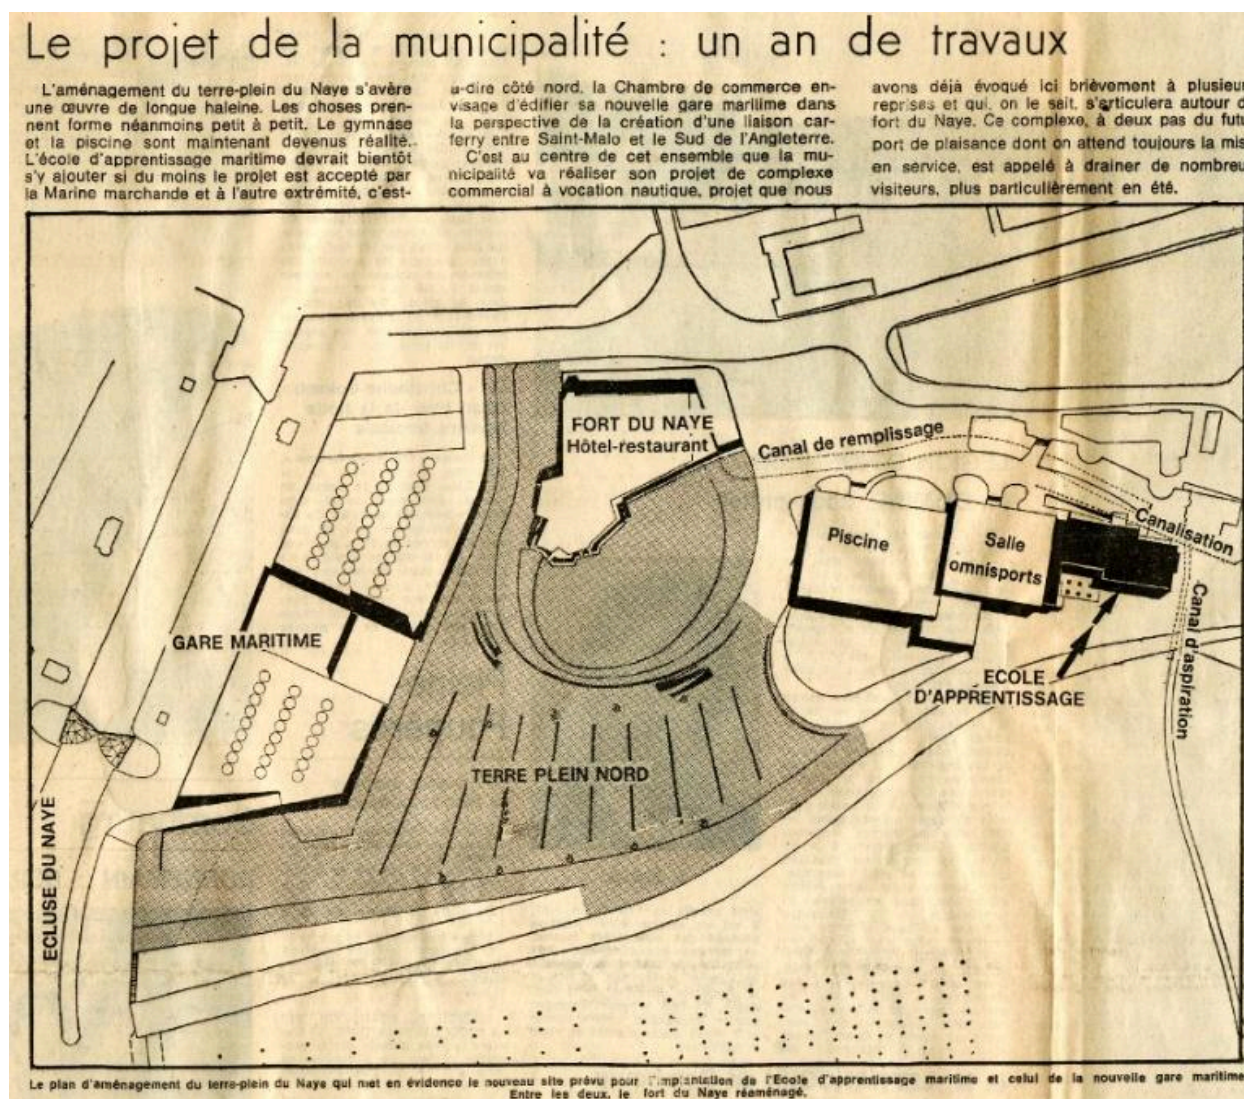 Le projet de la municipalité : un an de travaux
L'aménagement du terre-plein du Naye s'avère
une œuvre de longue haleine. Les choses pren-
nent forme néanmoins petit à petit. Le gymnase
et la piscine sont maintenant devenus réalité.
L'école d'apprentissage maritime devrait bientôt
s'y ajouter si du moins le projet est accepté par
la Marine marchande et à l'autre extrémité, c'est-
à-dire côté nord, la Chambre de commerce en-
visage d'édifier sa nouvelle gare maritime dans
la perspective de la création d'une liaison car-
ferry entre Saint-Malo et le Sud de l'Angleterre.
C'est au centre de cet ensemble que la mu-
nicipalité va réaliser son projet de complexe
commercial à vocation nautique, projet que nous
avons déjà évoqué ici brièvement à plusieur
reprises et qui, on le sait, s'articulera autour d
fort du Naye. Ce complexe, à deux pas du futu
port de plaisance dont on attend toujours la mis
en service, est appelé à drainer de nombreu
visiteurs, plus particulièrement en été.
FORT DU NAYE
Hôtel-restaurant
Canal de remplissage
Piscine
Salle
omnisports
Canalisation
Canal d'aspiration
GARE MARITIME
ECOLE
D'APPRENTISSAGE
TERRE PLEIN NORD
ECLUSE DU NAYE
Le plan d'aménagement du terre-plein du Naye qui met en évidence le nouveau site prévu pour l'implantation de l'Ecole d'apprentissage maritime et celui de la nouvelle gare maritime
Entre les deux, le fort du Naye réaménagé.